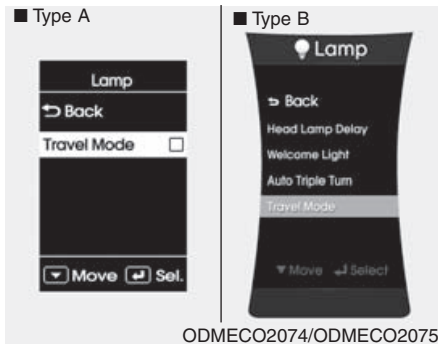 ■ Type A
Lamp
Back
Travel Mode
Move Sel.
■ Type B
Lamp
Back
Head Lamp Delay
Welcome Light
Auto Triple Turn
Travel Mode
▼ Move Select
ODMECO2074/ODMECO2075